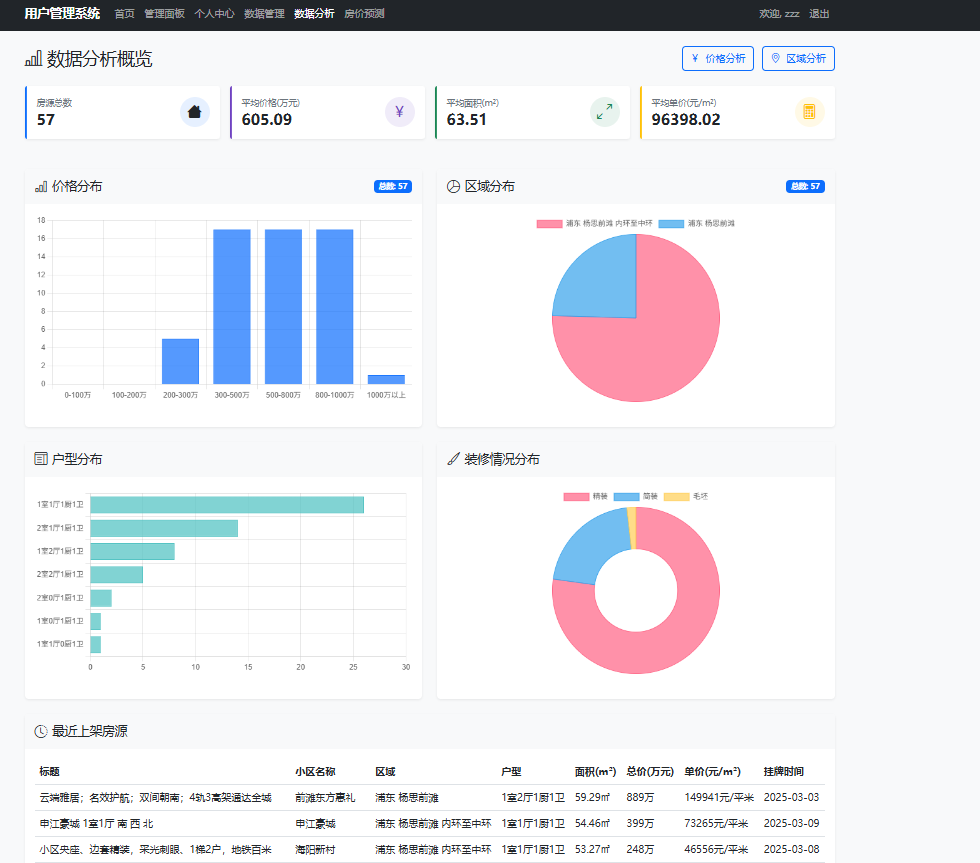 用户管理系统 首页 管理面板 个人中心 数据管理 数据分析 房价预测 欢迎, zzz 退出
数据分析概览 ¥ 价格分析 区域分析
房源总数
57
平均价格(万元)
605.09
¥
平均面积(m²)
63.51
平均单价(元/m²)
96398.02
价格分布 总数: 57
18
16
14
12
10
8
6
4
2
0
0-100万 100-200万 200-300万 300-500万 500-800万 800-1000万 1000万以上
区域分布 总数: 57
浦东 杨思前滩 内环至中环 浦东 杨思前滩
户型分布
1室1厅1厨1卫
2室1厅1厨1卫
1室2厅1厨1卫
2室2厅1厨1卫
2室0厅1厨1卫
1室0厅1厨1卫
1室1厅0厨1卫
0 5 10 15 20 25 30
装修情况分布
精装 简装 毛坯
最近上架房源
标题 小区名称 区域 户型 面积(m²) 总价(万元) 单价(元/m²) 挂牌时间
云端雅居；名效护航；双间朝南；4轨3高架通达全城 前滩东方惠礼 浦东 杨思前滩 1室2厅1厨1卫 59.29㎡ 889万 149941元/平米 2025-03-03
申江豪城 1室1厅 南 西 北 申江豪城 浦东 杨思前滩 内环至中环 1室1厅1厨1卫 54.46㎡ 399万 73265元/平米 2025-03-09
小区央座、边套精装，采光刺眼、1梯2户，地铁百米 海阳新村 浦东 杨思前滩 内环至中环 1室1厅1厨1卫 53.27㎡ 248万 46556元/平米 2025-03-08